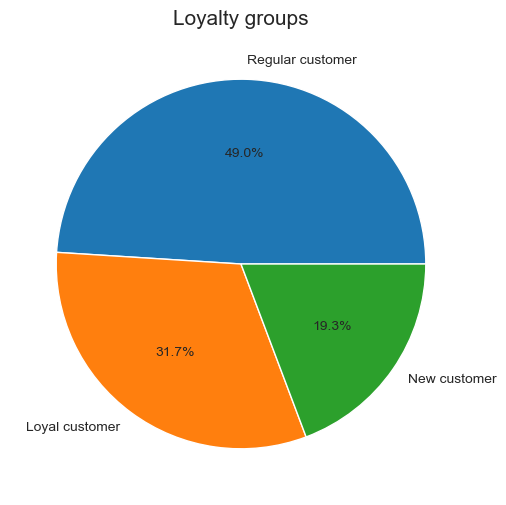 Loyalty groups
Regular customer
49.0%
19.3%
31.7%
New customer
Loyal customer